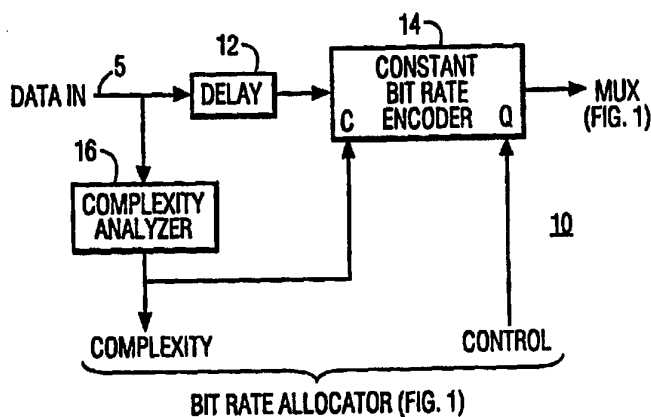 14
12
5
DATA IN
DELAY
CONSTANT
BIT RATE
ENCODER
C
Q
MUX
(FIG. 1)
16
COMPLEXITY
ANALYZER
10
COMPLEXITY
CONTROL
BIT RATE ALLOCATOR (FIG. 1)